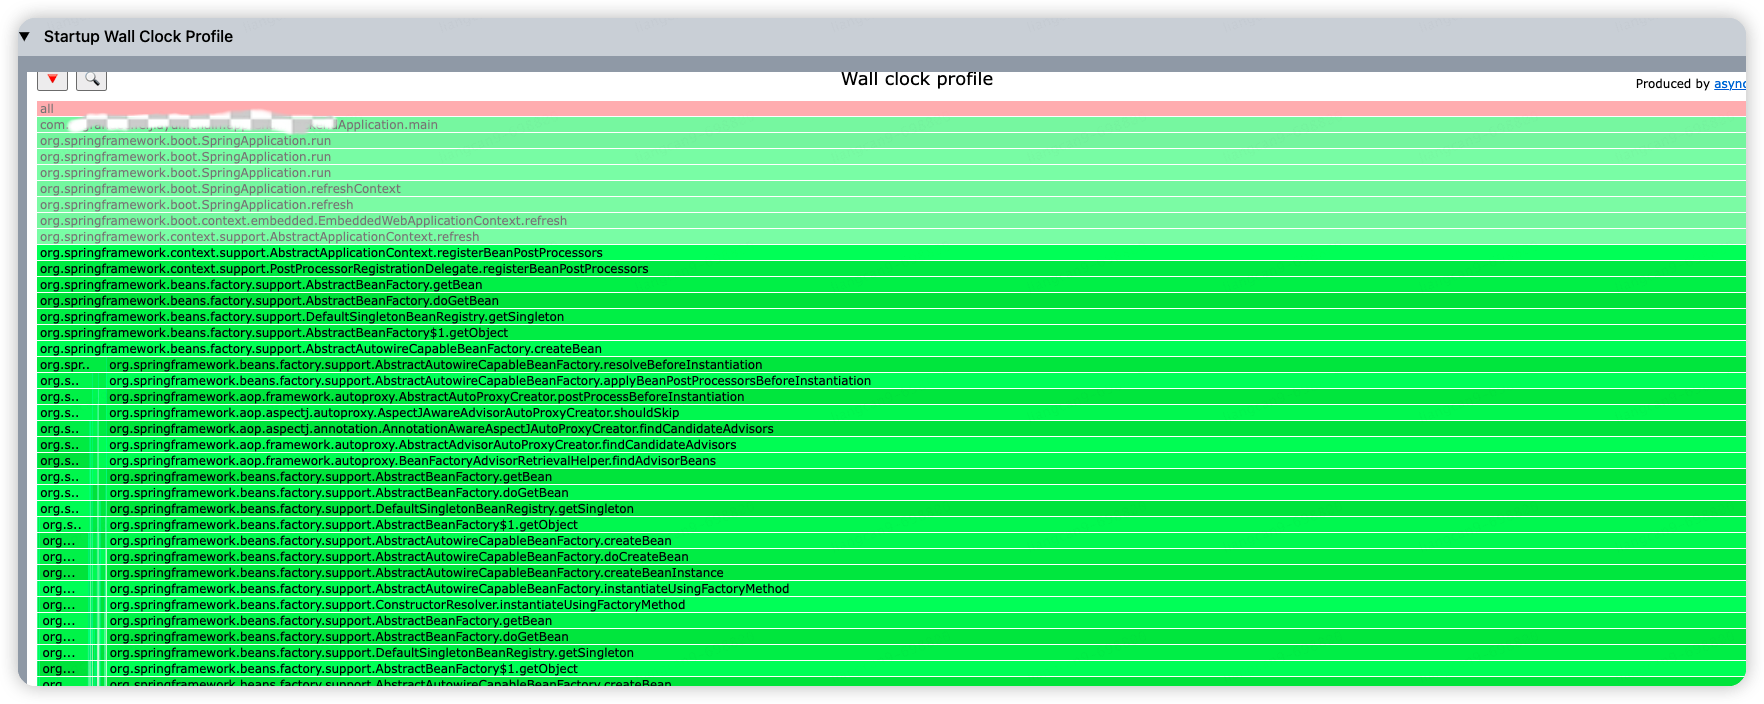 ▼ Startup Wall Clock Profile
Wall clock profile
Produced by async
all
com. dApplication.main
org.springframework.boot.SpringApplication.run
org.springframework.boot.SpringApplication.run
org.springframework.boot.SpringApplication.run
org.springframework.boot.SpringApplication.refreshContext
org.springframework.boot.SpringApplication.refresh
org.springframework.boot.context.embedded.EmbeddedWebApplicationContext.refresh
org.springframework.context.support.AbstractApplicationContext.refresh
org.springframework.context.support.AbstractApplicationContext.registerBeanPostProcessors
org.springframework.context.support.PostProcessorRegistrationDelegate.registerBeanPostProcessors
org.springframework.beans.factory.support.AbstractBeanFactory.getBean
org.springframework.beans.factory.support.AbstractBeanFactory.doGetBean
org.springframework.beans.factory.support.DefaultSingletonBeanRegistry.getSingleton
org.springframework.beans.factory.support.AbstractBeanFactory$1.getObject
org.springframework.beans.factory.support.AbstractAutowireCapableBeanFactory.createBean
org.spr.. org.springframework.beans.factory.support.AbstractAutowireCapableBeanFactory.resolveBeforeInstantiation
org.s.. org.springframework.beans.factory.support.AbstractAutowireCapableBeanFactory.applyBeanPostProcessorsBeforeInstantiation
org.s.. org.springframework.aop.framework.autoproxy.AbstractAutoProxyCreator.postProcessBeforeInstantiation
org.s.. org.springframework.aop.aspectj.autoproxy.AspectJAwareAdvisorAutoProxyCreator.shouldSkip
org.s.. org.springframework.aop.aspectj.annotation.AnnotationAwareAspectJAutoProxyCreator.findCandidateAdvisors
org.s.. org.springframework.aop.framework.autoproxy.AbstractAdvisorAutoProxyCreator.findCandidateAdvisors
org.s.. org.springframework.aop.framework.autoproxy.BeanFactoryAdvisorRetrievalHelper.findAdvisorBeans
org.s.. org.springframework.beans.factory.support.AbstractBeanFactory.getBean
org.s.. org.springframework.beans.factory.support.AbstractBeanFactory.doGetBean
org.s.. org.springframework.beans.factory.support.DefaultSingletonBeanRegistry.getSingleton
org.s.. org.springframework.beans.factory.support.AbstractBeanFactory$1.getObject
org... org.springframework.beans.factory.support.AbstractAutowireCapableBeanFactory.createBean
org... org.springframework.beans.factory.support.AbstractAutowireCapableBeanFactory.doCreateBean
org... org.springframework.beans.factory.support.AbstractAutowireCapableBeanFactory.createBeanInstance
org... org.springframework.beans.factory.support.AbstractAutowireCapableBeanFactory.instantiateUsingFactoryMethod
org... org.springframework.beans.factory.support.ConstructorResolver.instantiateUsingFactoryMethod
org... org.springframework.beans.factory.support.AbstractBeanFactory.getBean
org... org.springframework.beans.factory.support.AbstractBeanFactory.doGetBean
org... org.springframework.beans.factory.support.DefaultSingletonBeanRegistry.getSingleton
org... org.springframework.beans.factory.support.AbstractBeanFactory$1.getObject
org... org.springframework.beans.factory.support.AbstractAutowireCapableBeanFactory.createBean